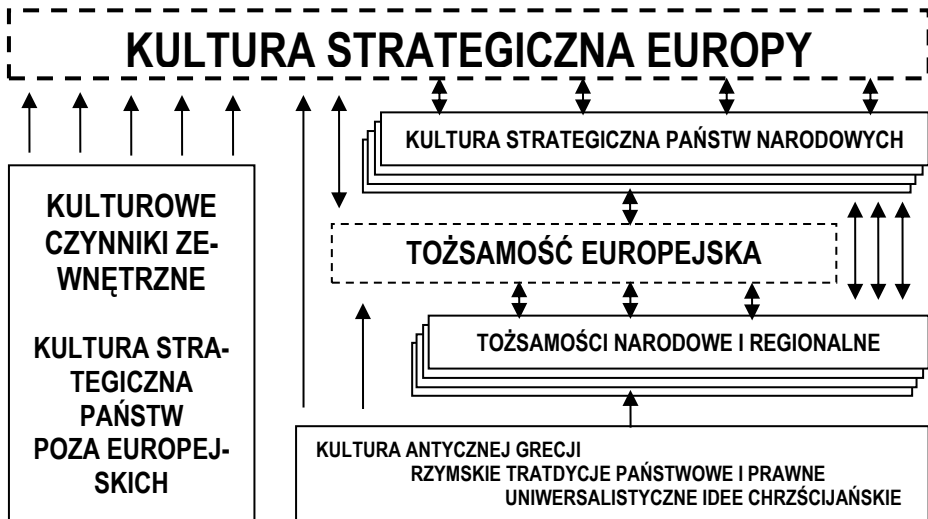 KULTURA STRATEGICZNA EUROPY
KULTURA STRATEGICZNA PAŃSTW NARODOWYCH
KULTUROWE
CZYNNIKI ZE-
WNĘTRZNE
KULTURA STRA-
TEGICZNA
PAŃSTW
POZA EUROPEJ-
SKICH
TOŻSAMOŚĆ EUROPEJSKA
TOŻSAMOŚCI NARODOWE I REGIONALNE
KULTURA ANTYCZNEJ GRECJI
RZYMSKIE TRATDYCJE PAŃSTWOWE I PRAWNE
UNIWERSALISTYCZNE IDEE CHRZŚCIJAŃSKIE